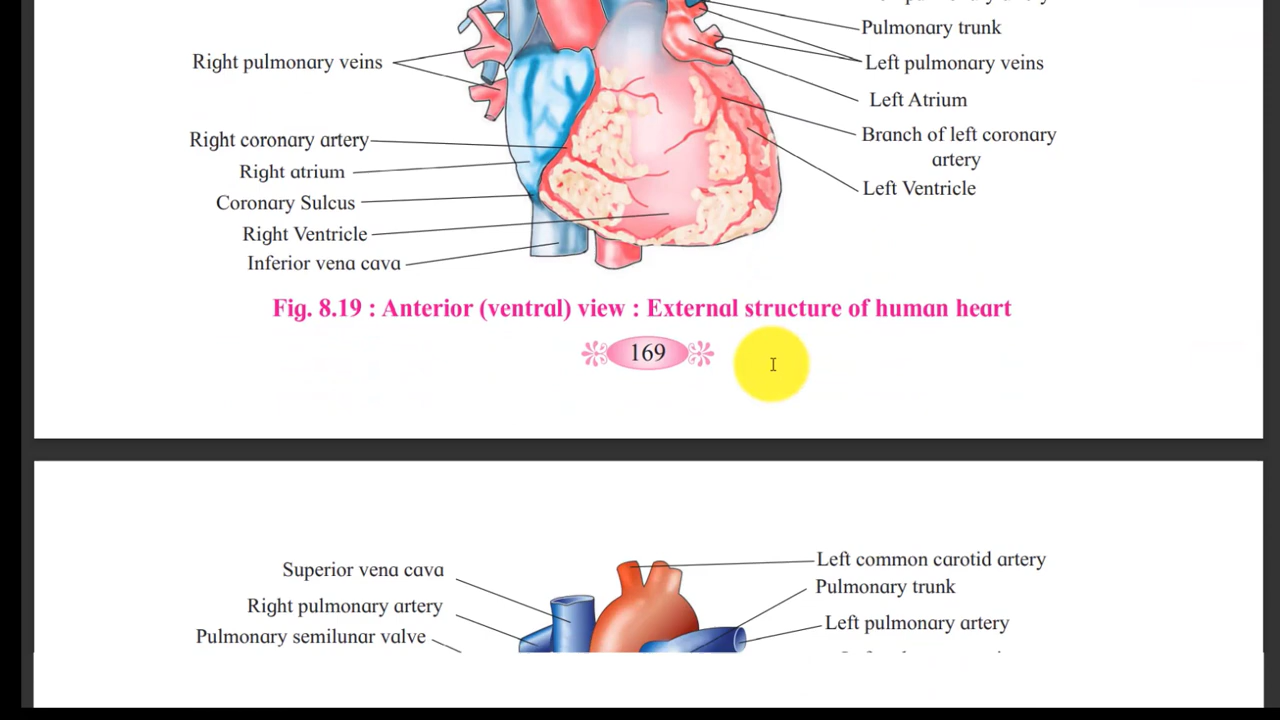 Pulmonary trunk
Right pulmonary veins
Left pulmonary veins
Left Atrium
Right coronary artery
Branch of left coronary
artery
Right atrium
Left Ventricle
Coronary Sulcus
Right Ventricle
Inferior vena cava
Fig. 8.19 : Anterior (ventral) view : External structure of human heart
169
Superior vena cava
Left common carotid artery
Pulmonary trunk
Right pulmonary artery
Left pulmonary artery
Pulmonary semilunar valve